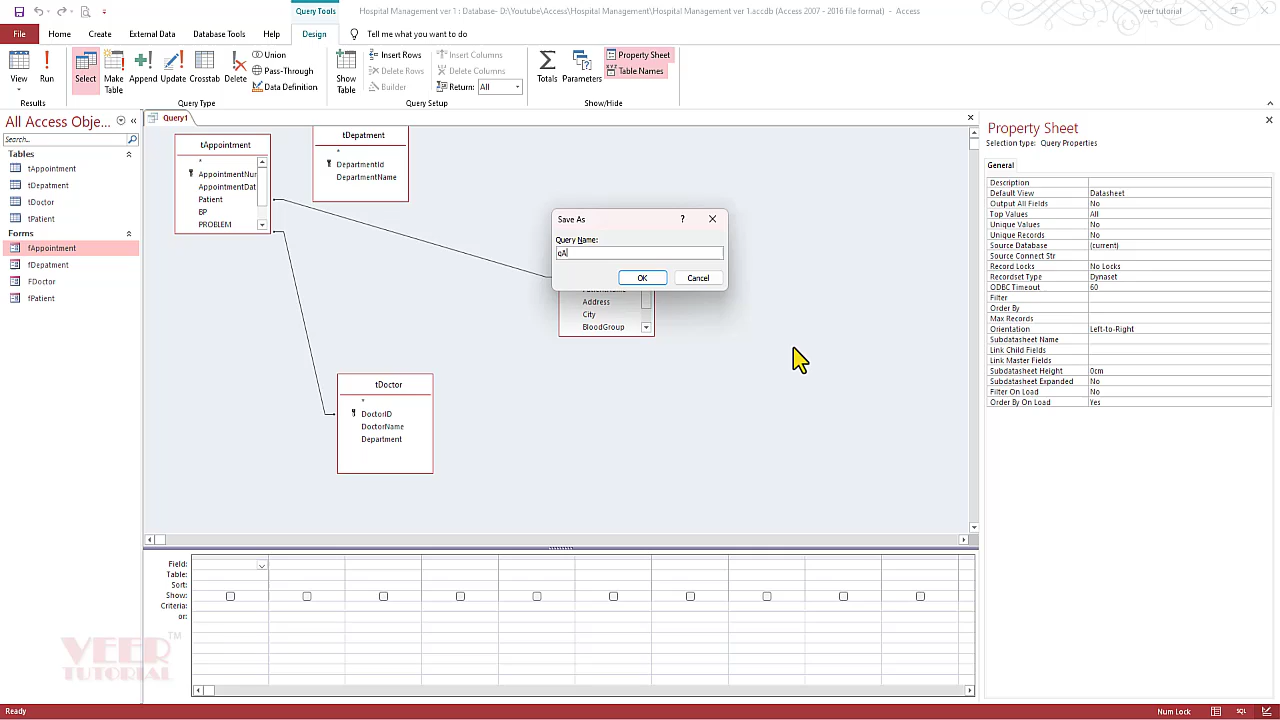 Query Tools
Hospital Management ver 1 : Database- D:\Youtube\Access\Hospital Management\Hospital Management ver 1.accdb (Access 2007 - 2016 file format) - Access
veer tutorial
File Home Create External Data Database Tools Help Design Tell me what you want to do
View
Run
Select
Make Table
Append
Update
Crosstab
Delete
Union
Pass-Through
Data Definition
Show Table
Insert Rows
Delete Rows
Builder
Insert Columns
Delete Columns
Return: All
Totals
Parameters
Property Sheet
Table Names
Results
Query Type
Query Setup
Show/Hide
All Access Obje...
Search...
Tables
tAppointment
tDepatment
tDoctor
tPatient
Forms
fAppointment
fDepatment
FDoctor
fPatient
Query1
tAppointment
*
AppointmentNur
AppointmentDat
Patient
BP
PROBLEM
tDepatment
*
DepartmentId
DepartmentName
Save As
?
Query Name:
qA
OK
Cancel
Address
City
BloodGroup
tDoctor
*
DoctorID
DoctorName
Department
Field:
Table:
Sort:
Show:
Criteria:
or:
Property Sheet
Selection type: Query Properties
General
Description
Default View Datasheet
Output All Fields No
Top Values All
Unique Values No
Unique Records No
Source Database (current)
Source Connect Str
Record Locks No Locks
Recordset Type Dynaset
ODBC Timeout 60
Filter
Order By
Max Records
Orientation Left-to-Right
Subdatasheet Name
Link Child Fields
Link Master Fields
Subdatasheet Height 0cm
Subdatasheet Expanded No
Filter On Load No
Order By On Load Yes
VEER TM
TUTORIAL
Ready
Num Lock
SQL